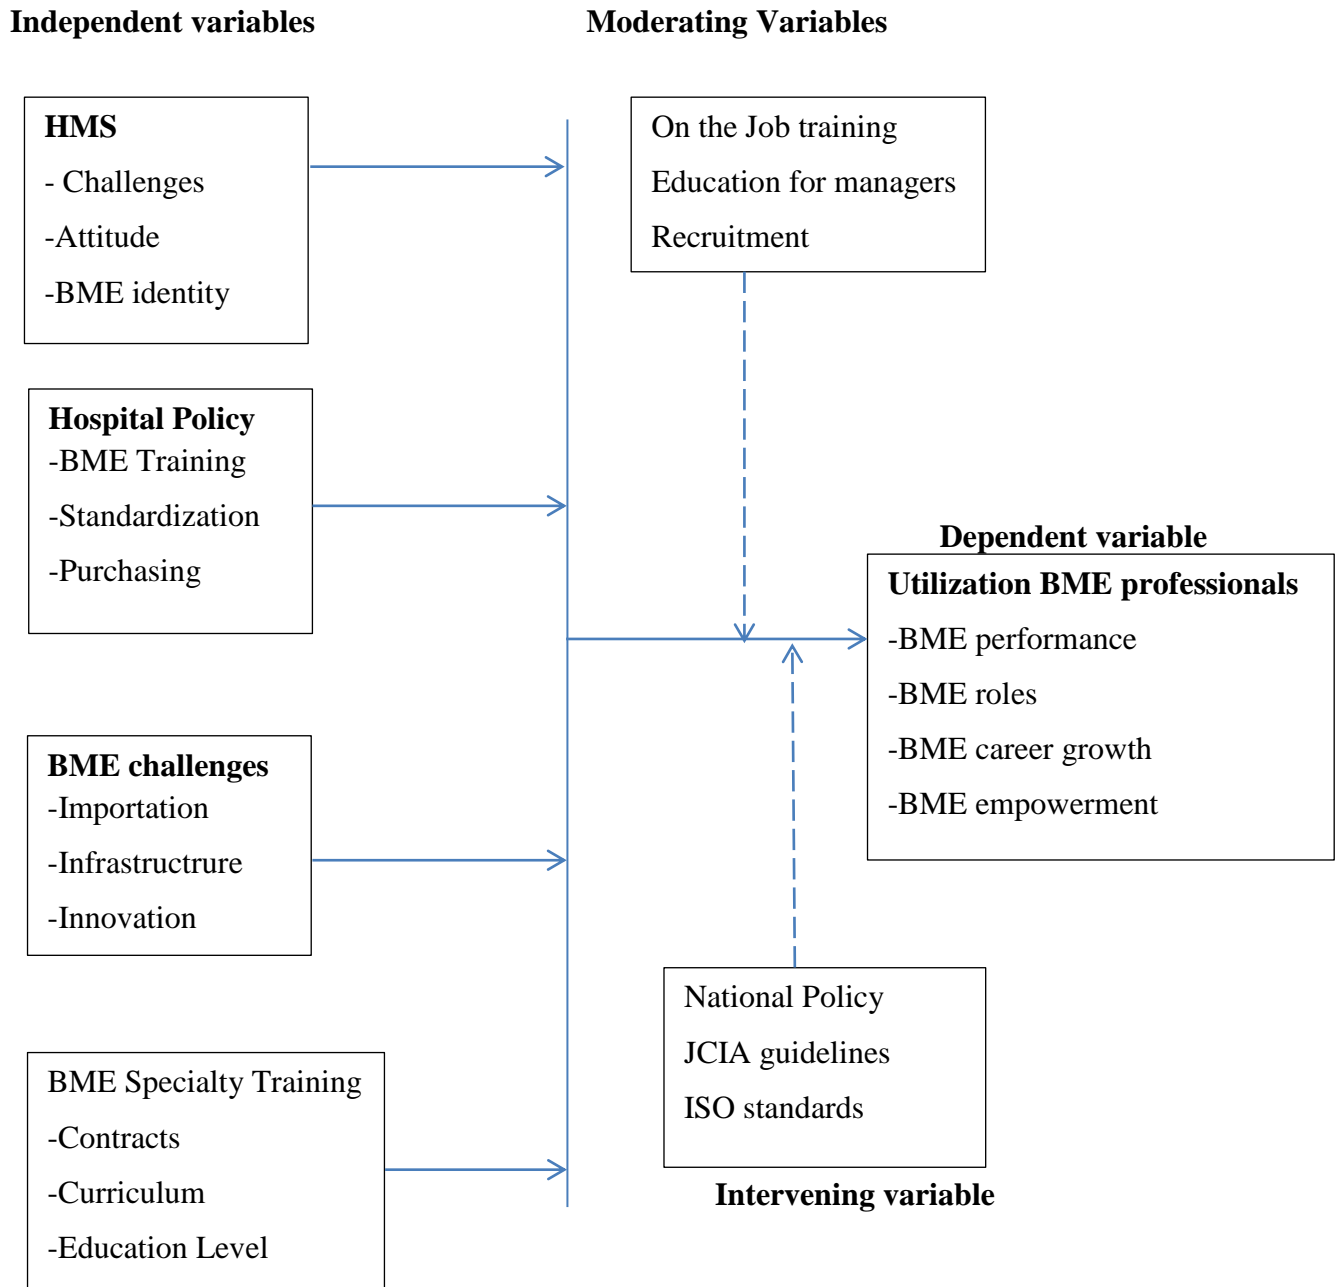 Independent variables
Moderating Variables
HMS
- Challenges
-Attitude
-BME identity
On the Job training
Education for managers
Recruitment
Hospital Policy
-BME Training
-Standardization
-Purchasing
Dependent variable
Utilization BME professionals
-BME performance
-BME roles
-BME career growth
-BME empowerment
BME challenges
-Importation
-Infrastructrure
-Innovation
National Policy
JCIA guidelines
ISO standards
Intervening variable
BME Specialty Training
-Contracts
-Curriculum
-Education Level